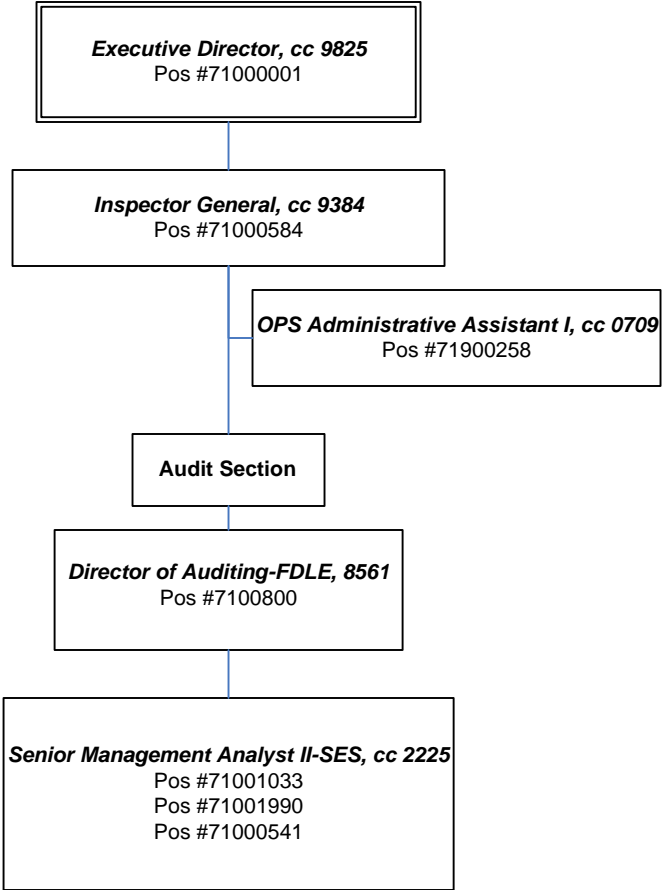 Executive Director, cc 9825
Pos #71000001
Inspector General, cc 9384
Pos #71000584
OPS Administrative Assistant I, cc 0709
Pos #71900258
Audit Section
Director of Auditing-FDLE, 8561
Pos #7100800
Senior Management Analyst II-SES, cc 2225
Pos #71001033
Pos #71001990
Pos #71000541